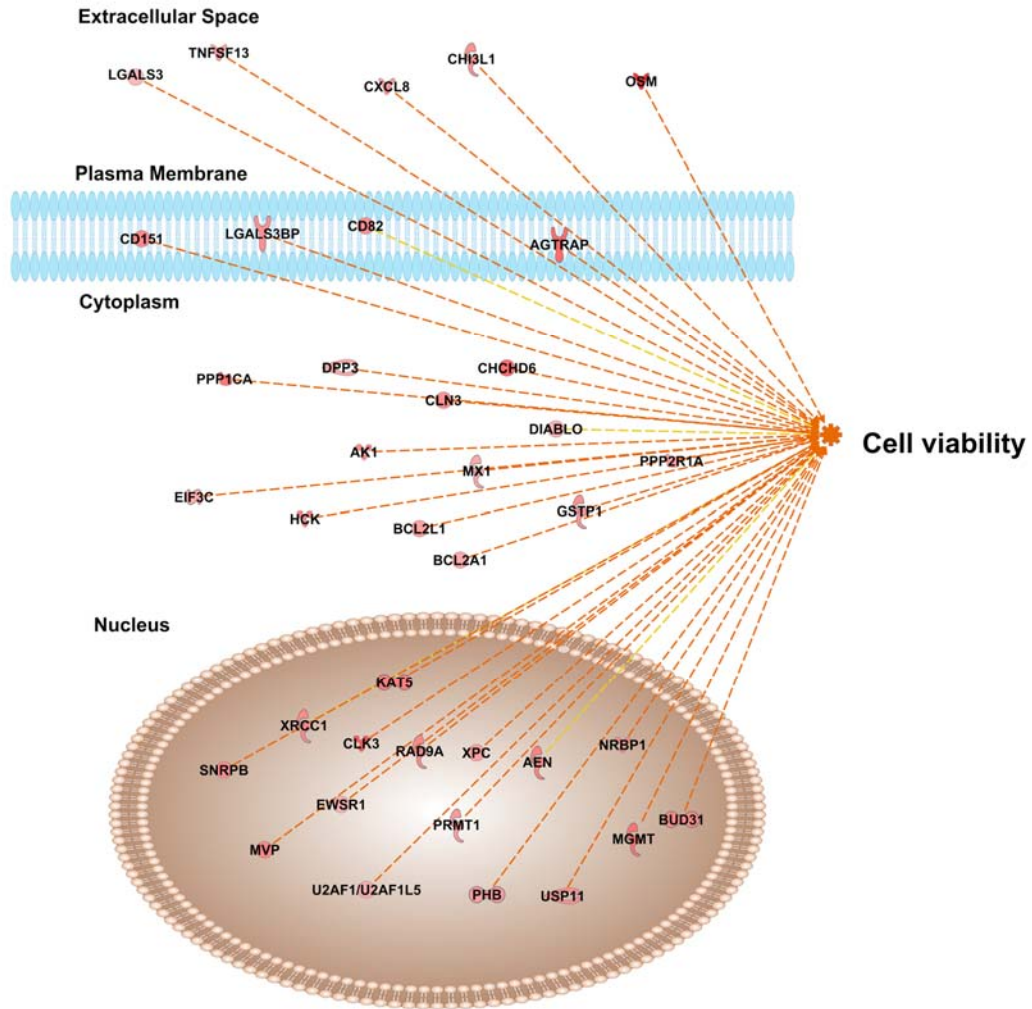 Extracellular Space
TNFSF13
LGALS3
CXCL8
CHI3L1
OSM
Plasma Membrane
CD151
LGALS3BP
CD82
AGTRAP
Cytoplasm
PPP1CA
DPP3
CHCHD6
CLN3
DIABLO
Cell viability
AK1
MX1
PPP2R1A
EIF3C
HCK
BCL2L1
GSTP1
BCL2A1
Nucleus
KAT5
XRCC1
CLK3
RAD9A
XPC
AEN
NRBP1
SNRPB
EWSR1
PRMT1
BUD31
MGMT
MVP
U2AF1/U2AF1L5
PHB
USP11